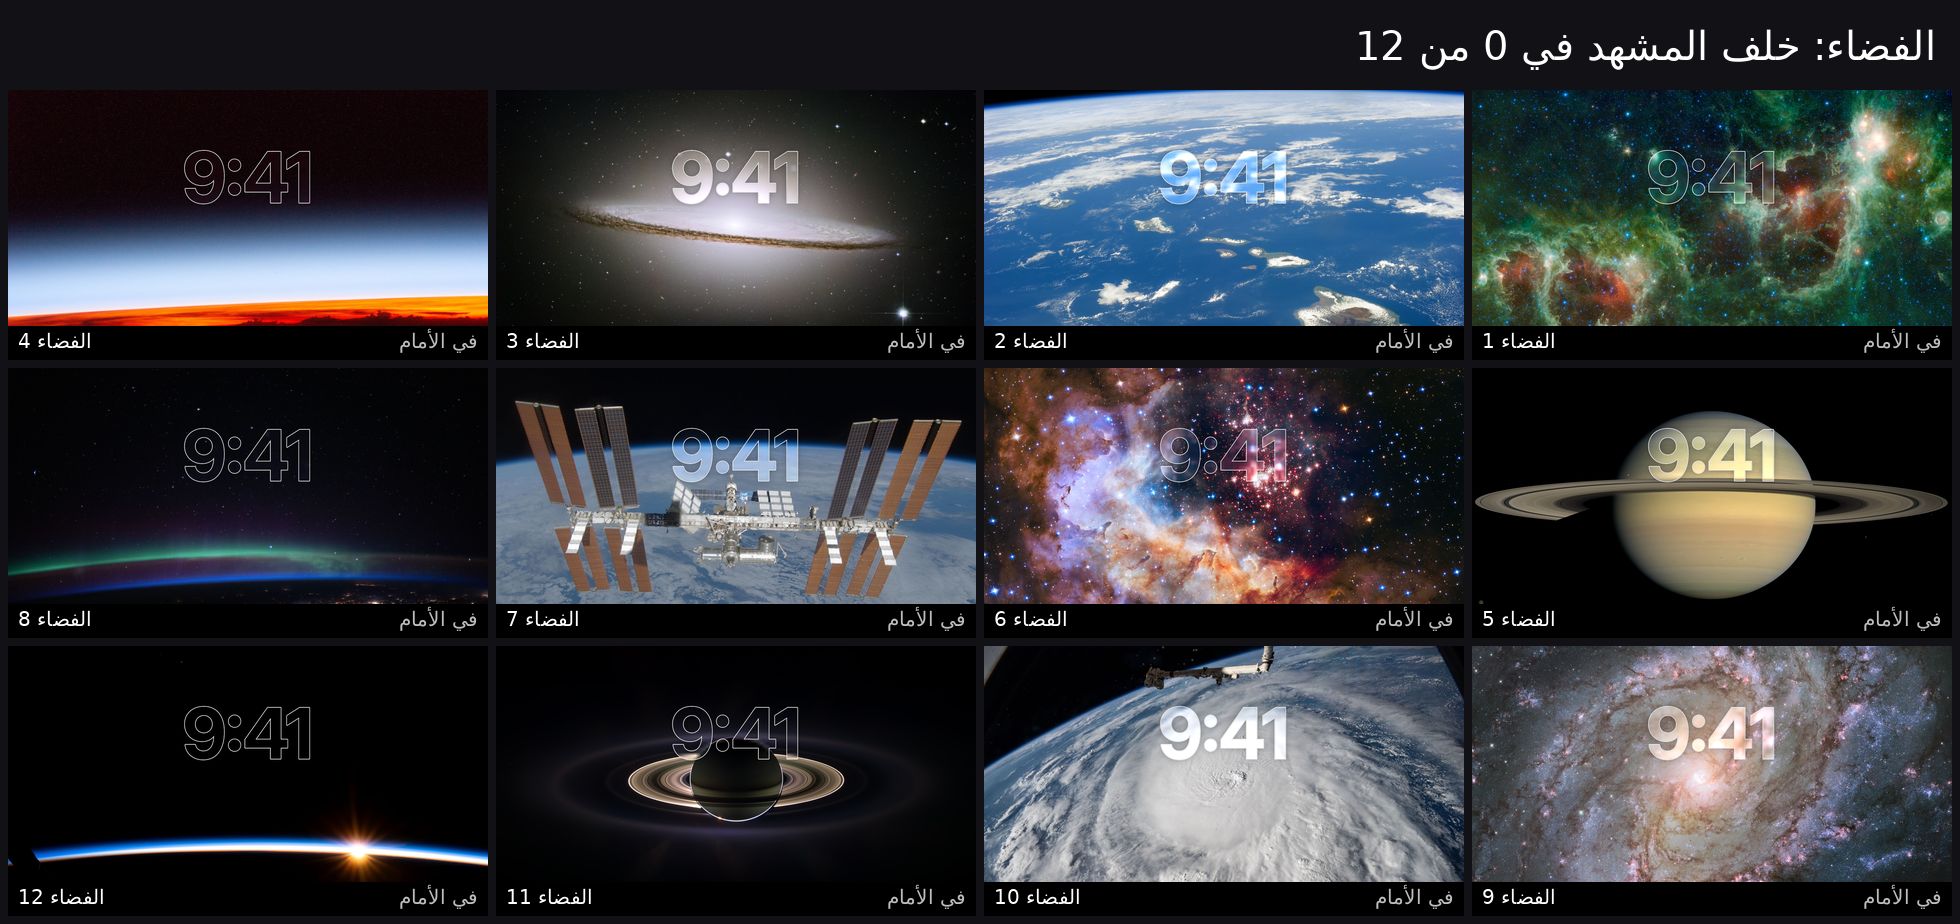 الفضاء: خلف المشهد في 0 من 12
9:41
في الأمام
الفضاء 1
9:41
في الأمام
الفضاء 2
9:41
في الأمام
الفضاء 3
9:41
في الأمام
الفضاء 4
9:41
في الأمام
الفضاء 5
9:41
في الأمام
الفضاء 6
9:41
في الأمام
الفضاء 7
9:41
في الأمام
الفضاء 8
9:41
في الأمام
الفضاء 9
9:41
في الأمام
الفضاء 10
9:41
في الأمام
الفضاء 11
9:41
في الأمام
الفضاء 12